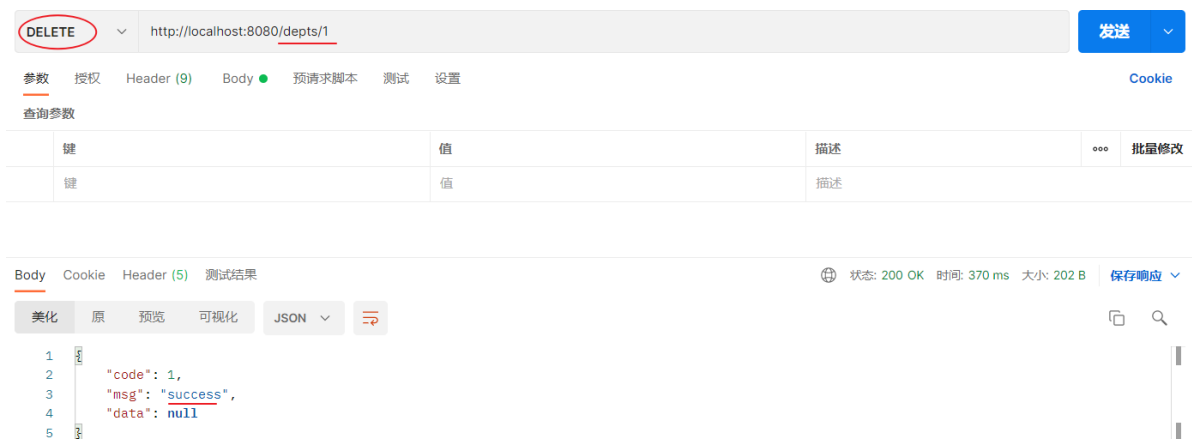 DELETE http://localhost:8080/depts/1 发送
参数 授权 Header (9) Body 预请求脚本 测试 设置 Cookie
查询参数
键 值 描述 ooo 批量修改
键 值 描述
Body Cookie Header (5) 测试结果 状态: 200 OK 时间: 370 ms 大小: 202 B 保存响应
美化 原 预览 可视化 JSON
1 {
2 "code": 1,
3 "msg": "success",
4 "data": null
5 }